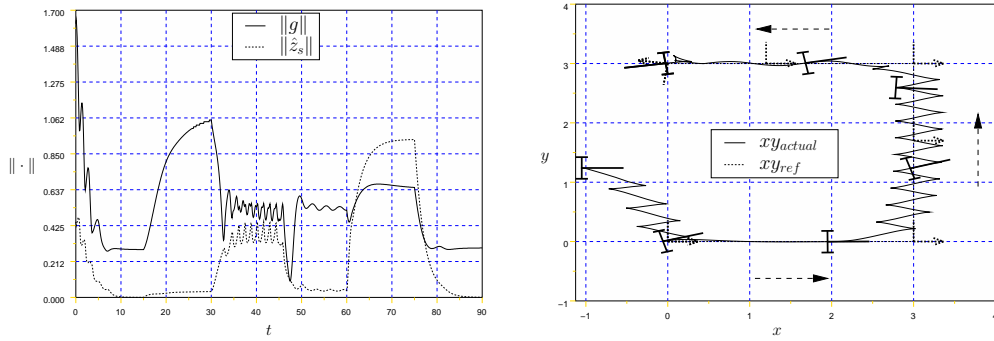 1.700
1.488
1.275
1.062
0.850
0.637
0.425
0.212
0.000
‖ · ‖
‖g‖
‖ẑ_s‖
0 10 20 30 40 50 60 70 80 90
t
4
3
2
1
0
−1
y
xy_actual
xy_ref
−1 0 1 2 3 4
x